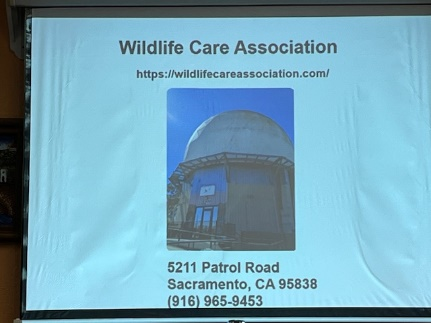 Wildlife Care Association
https://wildlifecareassociation.com/
5211 Patrol Road
Sacramento, CA 95838
(916) 965-9453